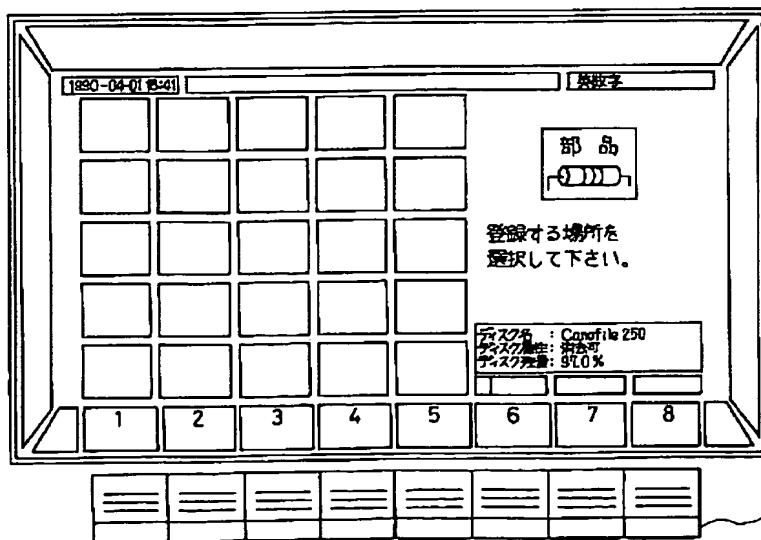 1990-04-01 15:41
英数字
部品
登録する場所を
選択して下さい。
ディスク名 : Canofile 250
ディスク属性: 消去可
ディスク残量: 97.0%
1 2 3 4 5 6 7 8